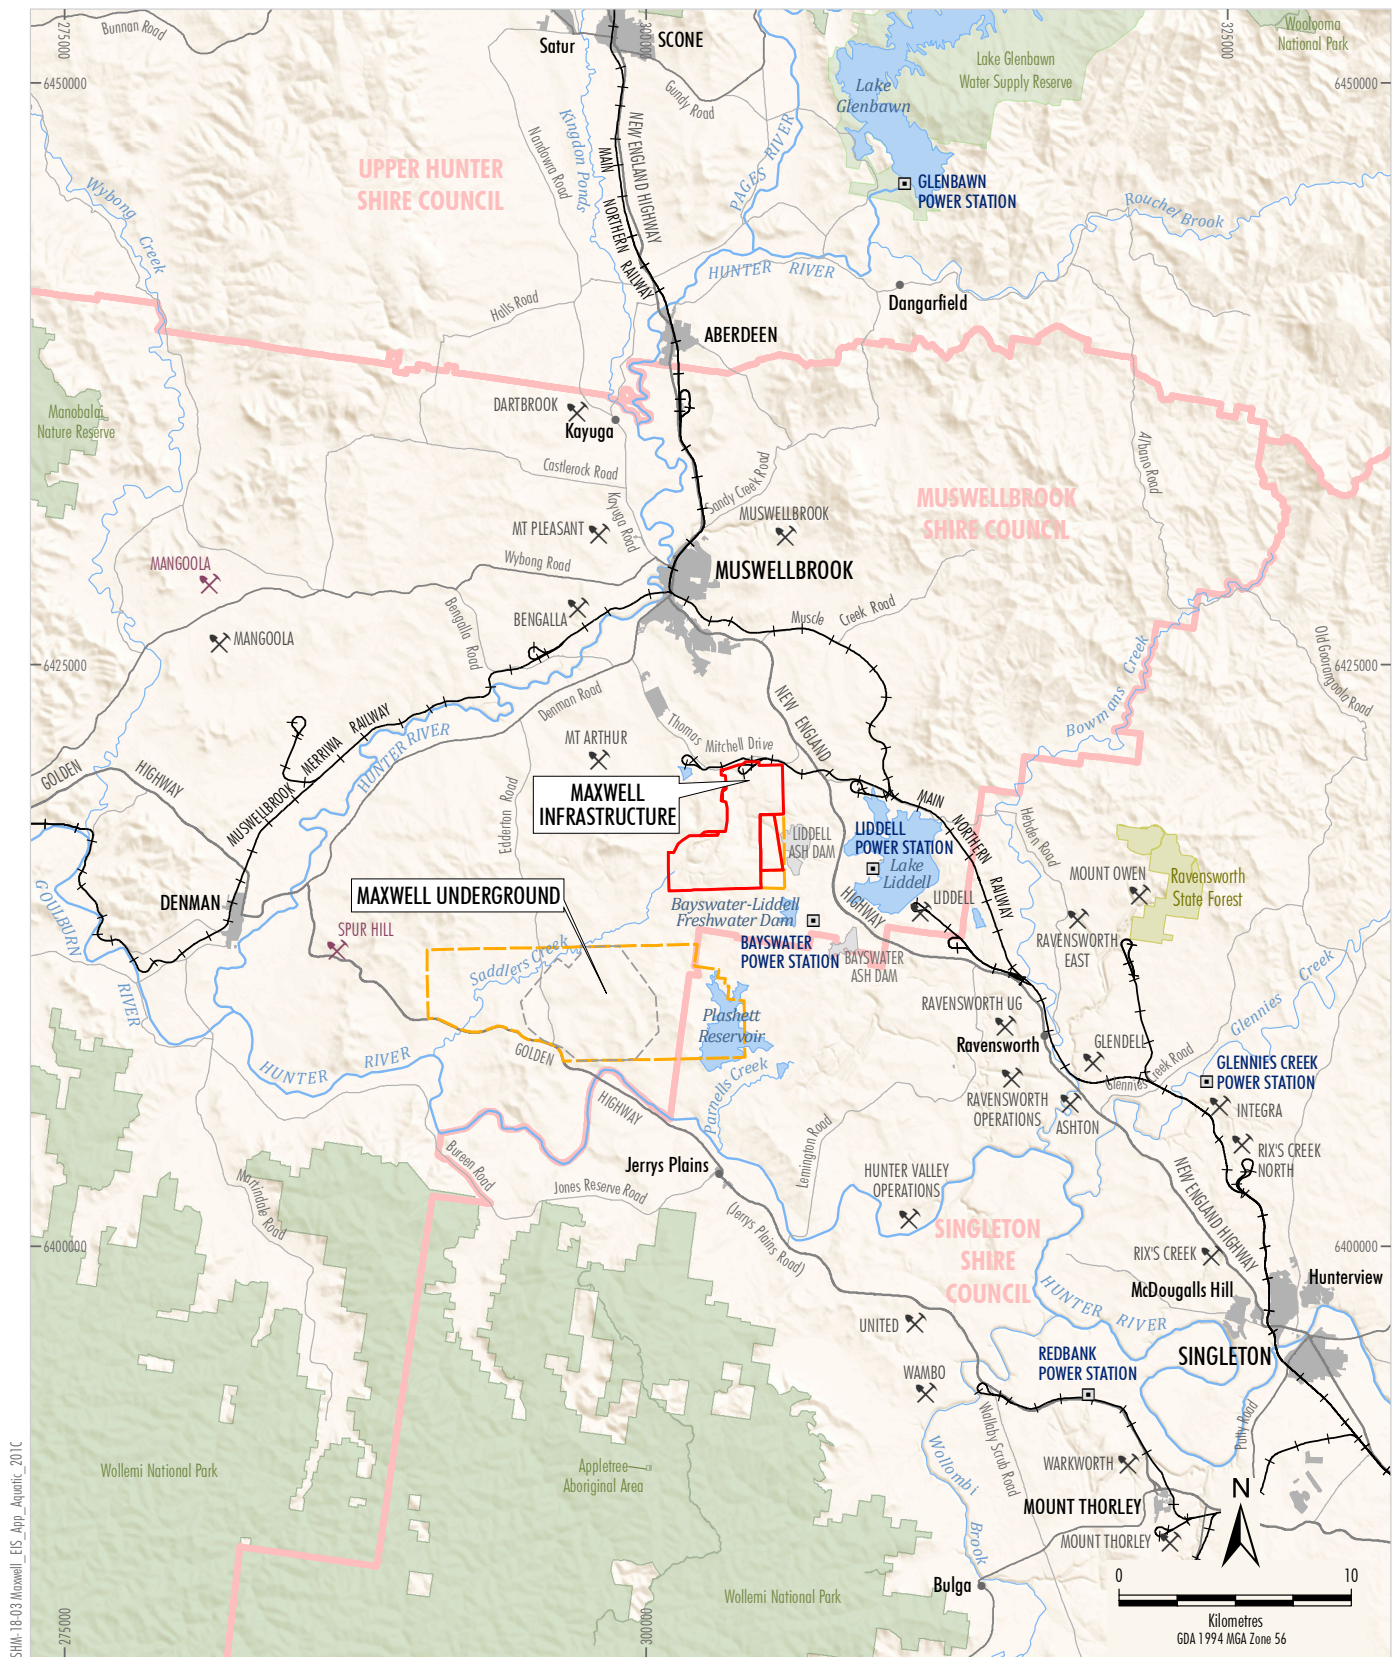 275000
300000
325000
Bunnan Road
Satur
SCONE
Woolooma
National Park
Lake Glenbawn
Water Supply Reserve
6450000
6450000
Gundy Road
Lake
Glenbawn
Kingdon Ponds
Nandowra Road
NEW ENGLAND HIGHWAY
MAIN
NORTHERN RAILWAY
PAGES RIVER
UPPER HUNTER
SHIRE COUNCIL
Wybong Creek
GLENBAWN
POWER STATION
Rouchel Brook
HUNTER RIVER
Dangarfield
Halls Road
ABERDEEN
Manobalai
Nature Reserve
DARTBROOK
Kayuga
Castlerock Road
Kayuga Road
Sandy Creek Road
Albano Road
MUSWELLBROOK
SHIRE COUNCIL
MT PLEASANT
MUSWELLBROOK
Wybong Road
MUSWELLBROOK
MANGOOLA
BENGALLA
Bengalla Road
Muscle Creek Road
MANGOOLA
6425000
6425000
Old Goorangoola Road
Bowmans Creek
Denman Road
NEW ENGLAND
Thomas Mitchell Drive
MT ARTHUR
HUNTER RIVER
MUSWELLBROOK MERRIWA RAILWAY
GOLDEN HIGHWAY
Edderton Road
MAXWELL
INFRASTRUCTURE
MAIN NORTHERN RAILWAY
Hebden Road
LIDDELL
ASH DAM
LIDDELL
POWER STATION
Lake
Liddell
MOUNT OWEN
Ravensworth
State Forest
MAXWELL UNDERGROUND
DENMAN
GOULBURN RIVER
Bayswater-Liddell
Freshwater Dam
HIGHWAY
LIDDELL
SPUR HILL
RAVENSWORTH
EAST
Saddlers Creek
BAYSWATER
POWER STATION
BAYSWATER
ASH DAM
Glennies Creek
RAVENSWORTH UG
Plashett
Reservoir
Ravensworth
GLENDELL
GOLDEN
HIGHWAY
HUNTER RIVER
Glennies Creek Road
GLENNIES CREEK
POWER STATION
Parnells Creek
RAVENSWORTH
OPERATIONS
ASHTON
INTEGRA
Bureen Road
Lemington Road
RIX'S CREEK
NORTH
Jerrys Plains
Martindale Road
Jones Reserve Road
HUNTER VALLEY
OPERATIONS
NEW ENGLAND HIGHWAY
(Jerrys Plains Road)
SINGLETON
SHIRE
COUNCIL
6400000
6400000
RIX'S CREEK
McDougalls Hill
Hunterview
HUNTER RIVER
UNITED
REDBANK
POWER STATION
SINGLETON
WAMBO
Wallaby Scrub Road
Putty Road
Wollombi Brook
Wollemi National Park
Appletree
Aboriginal Area
WARKWORTH
MOUNT THORLEY
MOUNT THORLEY
N
Bulga
Wollemi National Park
0
10
Kilometres
GDA 1994 MGA Zone 56
275000
300000
SHM-18-03 Maxwell_EIS_App_Aquatic_201C